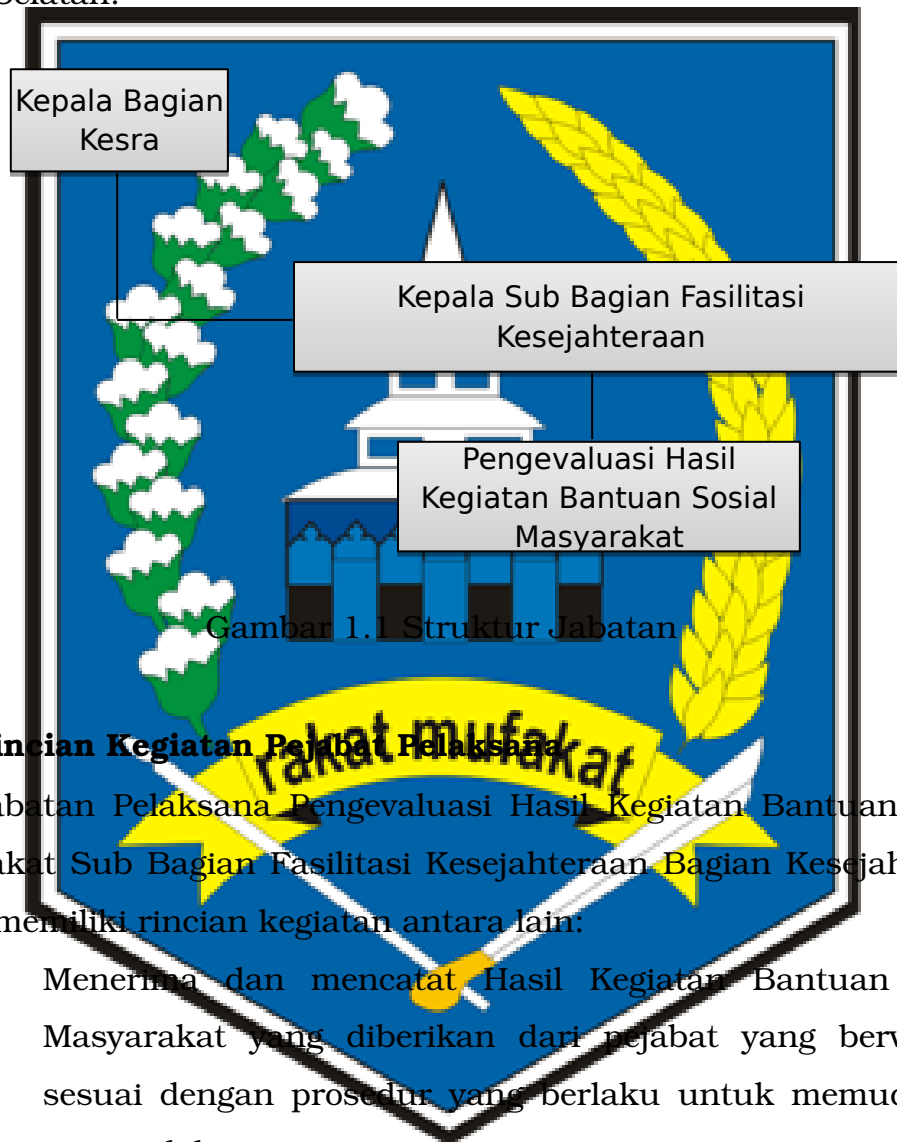 Kepala Bagian
Kesra
Kepala Sub Bagian Fasilitasi
Kesejahteraan
Pengevaluasi Hasil
Kegiatan Bantuan Sosial
Masyarakat
Gambar 1.1 Struktur Jabatan
rakat mufakat
incian Kegiatan Pejabat Pelaksana
abatan Pelaksana Pengevaluasi Hasil Kegiatan Bantuan
akat Sub Bagian Fasilitasi Kesejahteraan Bagian Kesejah
memiliki rincian kegiatan antara lain:
Menerima dan mencatat Hasil Kegiatan Bantuan
Masyarakat yang diberikan dari pejabat yang berw
sesuai dengan prosedur yang berlaku untuk memud